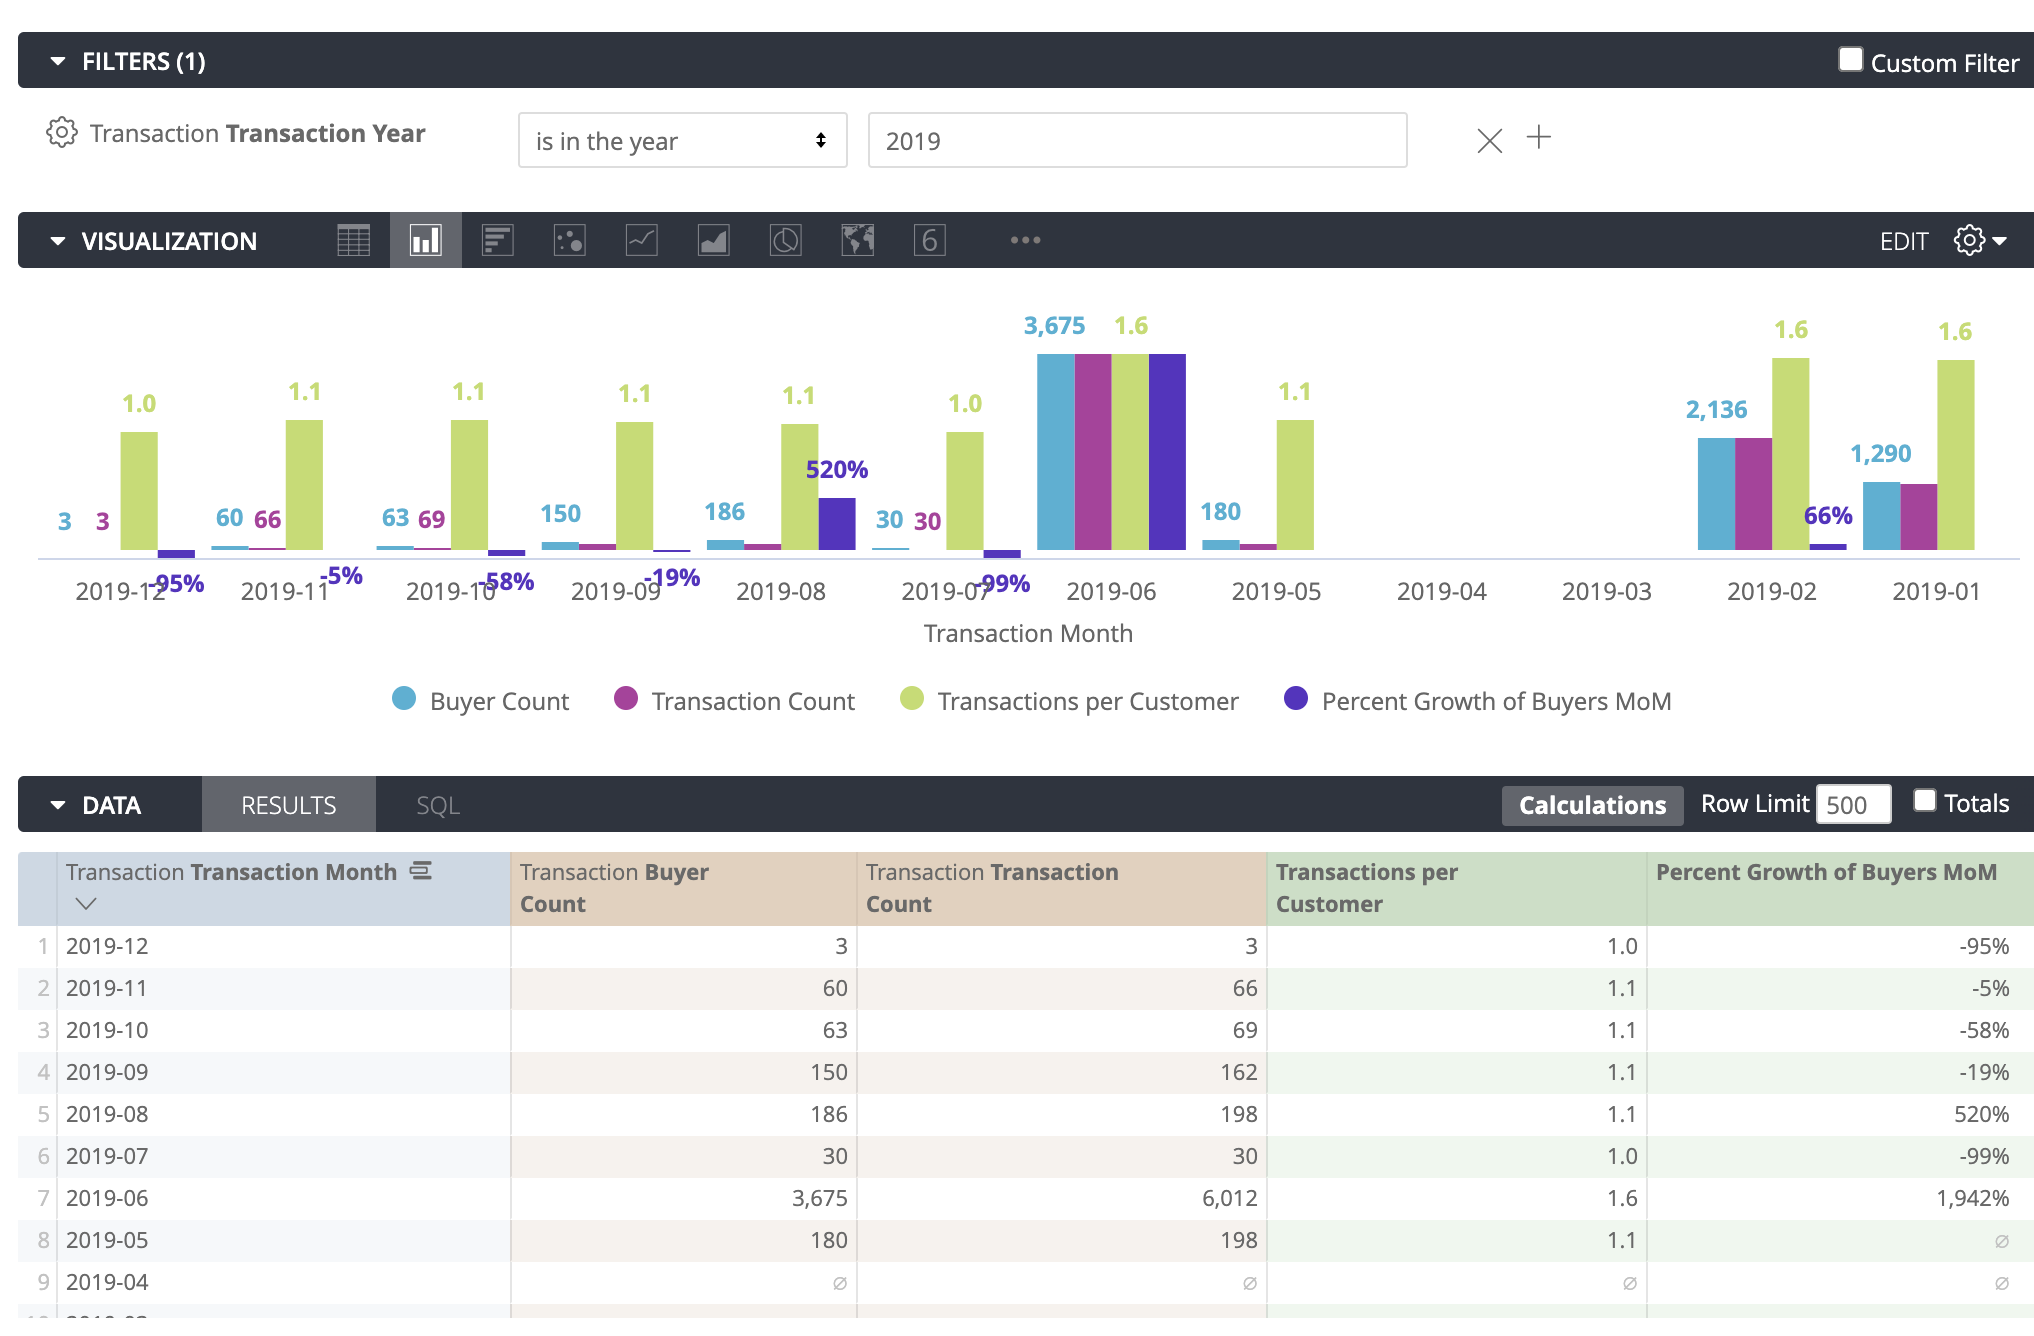 FILTERS (1)
Custom Filter
Transaction Transaction Year
is in the year
2019
VISUALIZATION
6
EDIT
3,675 1.6
1.6
1.6
1.0
1.1
1.1
1.1
1.1
1.0
1.1
2,136
1,290
520%
3 3
60 66
63 69
150
186
30 30
180
66%
-95%
-5%
-58%
-19%
-99%
2019-12 2019-11 2019-10 2019-09 2019-08 2019-07 2019-06 2019-05 2019-04 2019-03 2019-02 2019-01
Transaction Month
Buyer Count Transaction Count Transactions per Customer Percent Growth of Buyers MoM
DATA RESULTS SQL Calculations Row Limit 500 Totals
Transaction Transaction Month
Transaction Buyer
Count
Transaction Transaction
Count
Transactions per
Customer
Percent Growth of Buyers MoM
1 2019-12 3 3 1.0 -95%
2 2019-11 60 66 1.1 -5%
3 2019-10 63 69 1.1 -58%
4 2019-09 150 162 1.1 -19%
5 2019-08 186 198 1.1 520%
6 2019-07 30 30 1.0 -99%
7 2019-06 3,675 6,012 1.6 1,942%
8 2019-05 180 198 1.1 ∅
9 2019-04 ∅ ∅ ∅ ∅